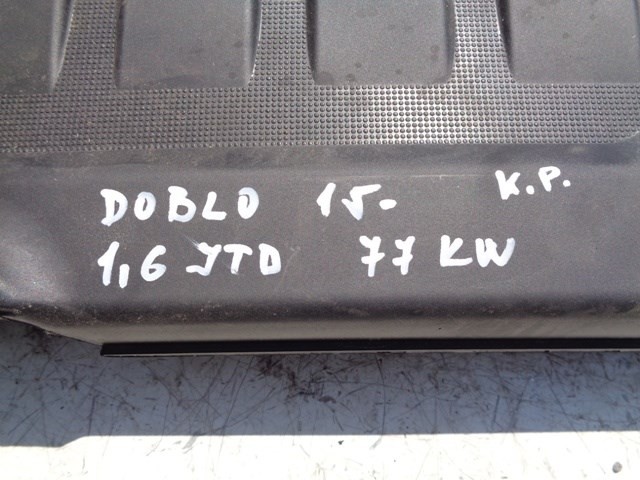 DOBLO 15. K.P.
1,6 JTD 77 KW